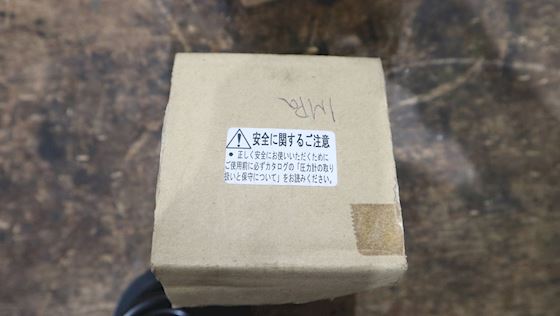 1MPa
安全に関するご注意
● 正しく安全にお使いいただくために
ご使用前に必ずカタログの「圧力計の取り
扱いと保守について」をお読みください。